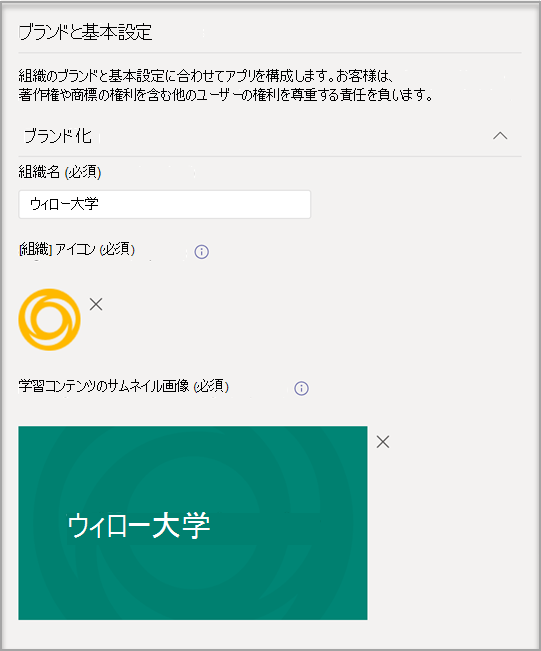 ブランドと基本設定
組織のブランドと基本設定に合わせてアプリを構成します。お客様は、
著作権や商標の権利を含む他のユーザーの権利を尊重する責任を負います。
ブランド化
組織名 (必須)
ウィロー大学
[組織] アイコン (必須)
学習コンテンツのサムネイル画像 (必須)
ウィロー大学